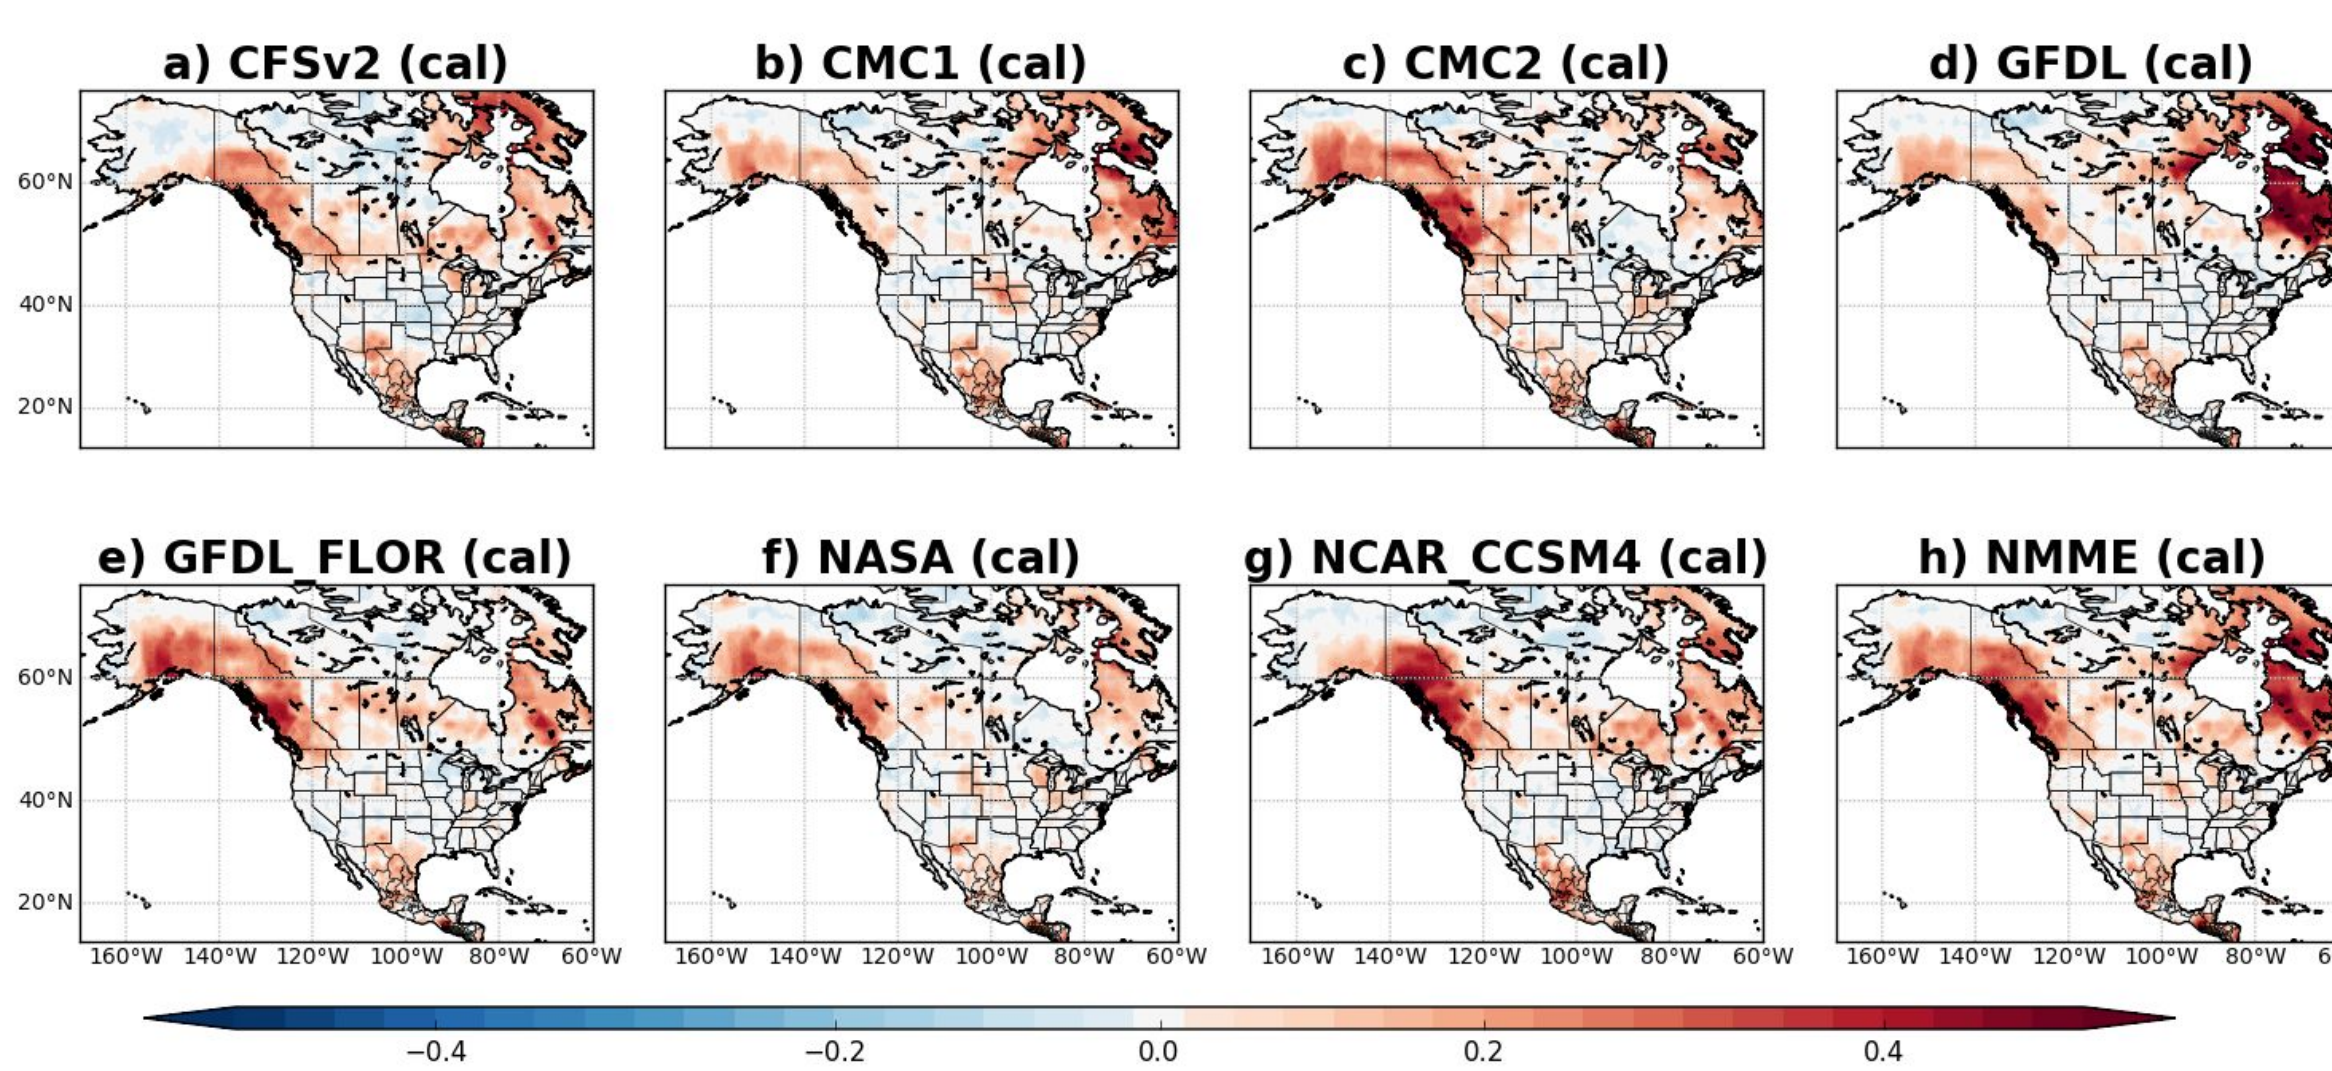 a) CFSv2 (cal) b) CMC1 (cal) c) CMC2 (cal) d) GFDL (cal)
60°N
40°N
20°N
e) GFDL_FLOR (cal) f) NASA (cal) g) NCAR_CCSM4 (cal) h) NMME (cal)
60°N
40°N
20°N
160°W 140°W 120°W 100°W 80°W 60°W 160°W 140°W 120°W 100°W 80°W 60°W 160°W 140°W 120°W 100°W 80°W 60°W 160°W 140°W 120°W 100°W 80°W 6
−0.4 −0.2 0.0 0.2 0.4